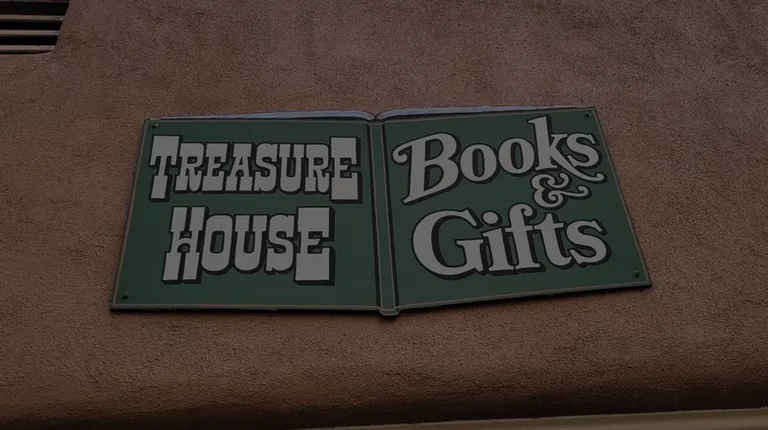 TREASURE
HOUSE
Books
&
Gifts